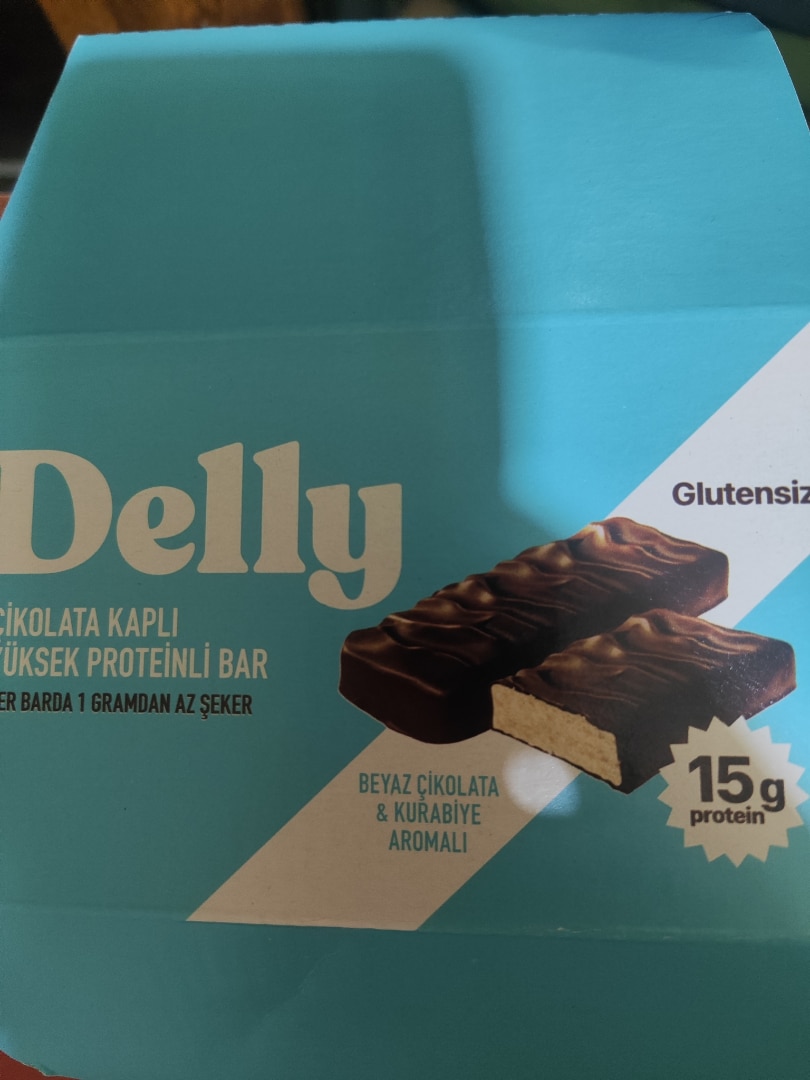 Delly
Glutensiz
ÇİKOLATA KAPLI
YÜKSEK PROTEİNLİ BAR
ER BARDA 1 GRAMDAN AZ ŞEKER
BEYAZ ÇİKOLATA
& KURABİYE
AROMALI
15g
protein